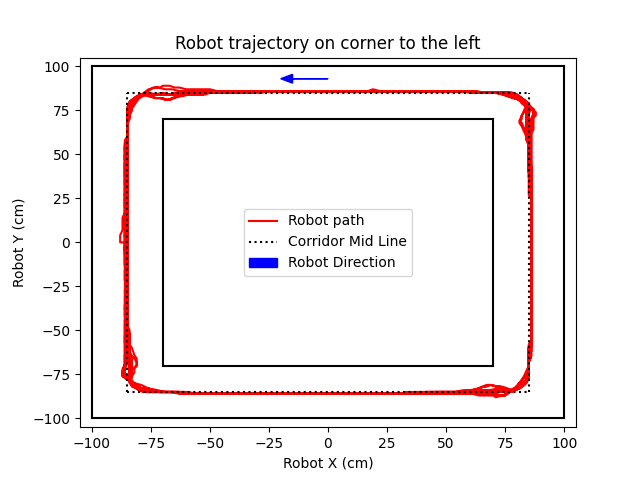 Robot trajectory on corner to the left
100
75
50
25
0
−25
−50
−75
−100
Robot Y (cm)
Robot path
Corridor Mid Line
Robot Direction
−100 −75 −50 −25 0 25 50 75 100
Robot X (cm)